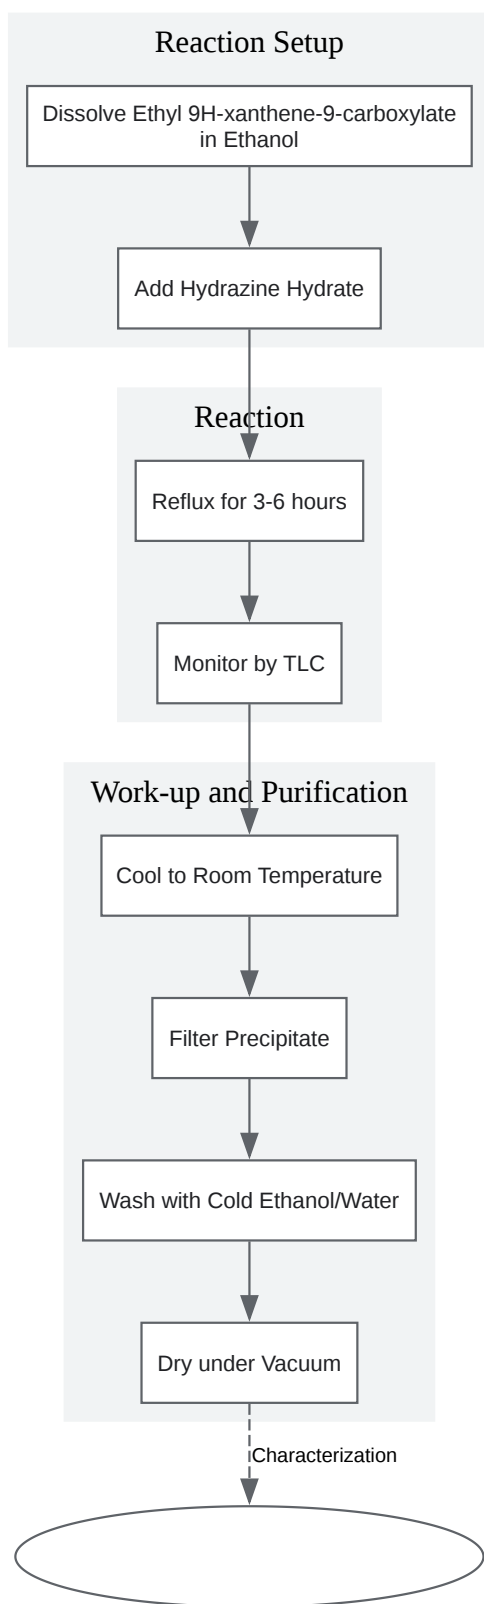 Reaction Setup
Dissolve Ethyl 9H-xanthene-9-carboxylate
in Ethanol
Add Hydrazine Hydrate
Reaction
Reflux for 3-6 hours
Monitor by TLC
Work-up and Purification
Cool to Room Temperature
Filter Precipitate
Wash with Cold Ethanol/Water
Dry under Vacuum
Characterization